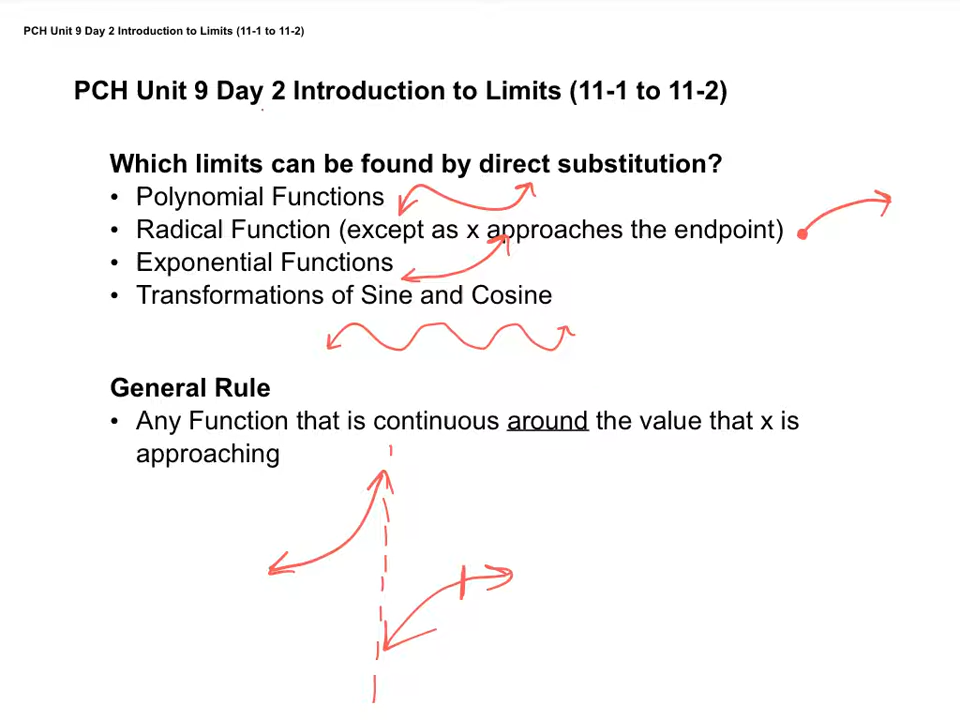 PCH Unit 9 Day 2 Introduction to Limits (11-1 to 11-2)
PCH Unit 9 Day 2 Introduction to Limits (11-1 to 11-2)
Which limits can be found by direct substitution?
• Polynomial Functions
• Radical Function (except as x approaches the endpoint)
• Exponential Functions
• Transformations of Sine and Cosine
General Rule
• Any Function that is continuous around the value that x is
approaching